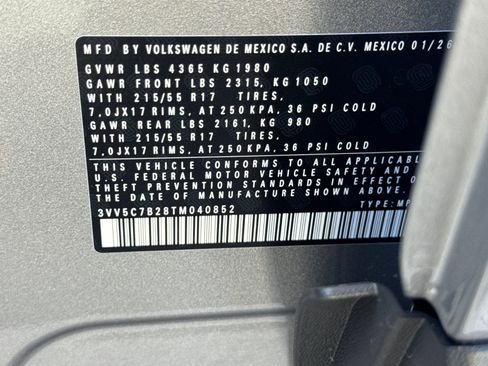 MFD BY VOLKSWAGEN DE MEXICO S.A. DE C.V. MEXICO 01/26
GVWR LBS 4365 KG 1980
GAWR FRONT LBS 2315, KG 1050
WITH 215/55 R17 TIRES,
7,0JX17 RIMS, AT 250 KPA, 36 PSI COLD
GAWR REAR LBS 2161, KG 980
WITH 215/55 R17 TIRES,
7,0JX17 RIMS, AT 250 KPA, 36 PSI COLD
THIS VEHICLE CONFORMS TO ALL APPLICABLE
U.S. FEDERAL MOTOR VEHICLE SAFETY AND
THEFT PREVENTION STANDARDS IN EFFECT ON
THE DATE OF MANUFACTURE SHOWN ABOVE.
3VV5C7B28TM040852 TYPE: MP